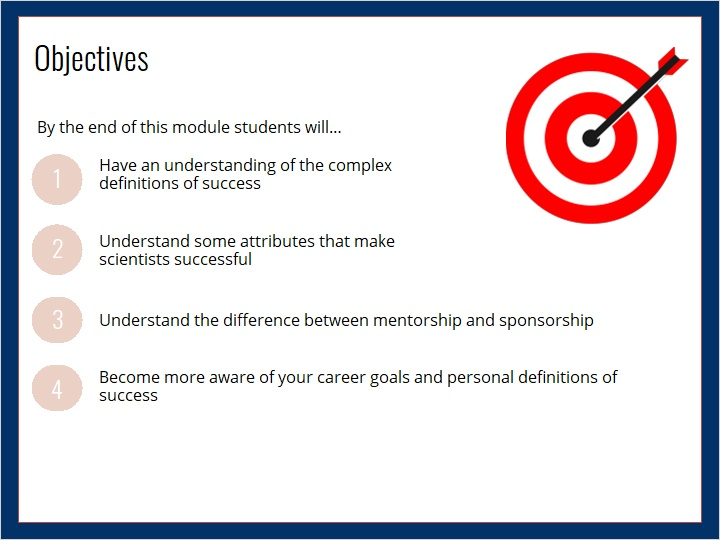 Objectives
By the end of this module students will...
1 Have an understanding of the complex
definitions of success
2 Understand some attributes that make
scientists successful
3 Understand the difference between mentorship and sponsorship
4 Become more aware of your career goals and personal definitions of
success